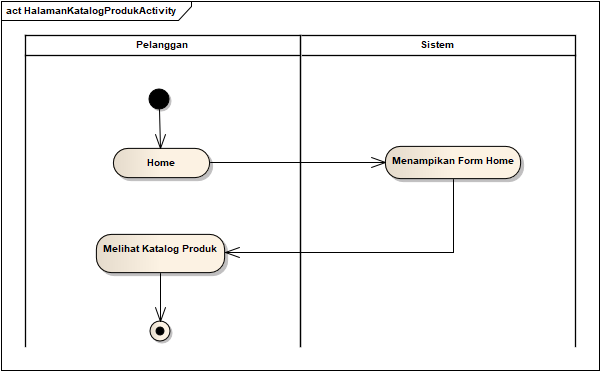 act HalamanKatalogProdukActivity
Pelanggan
Sistem
Home
Menampikan Form Home
Melihat Katalog Produk